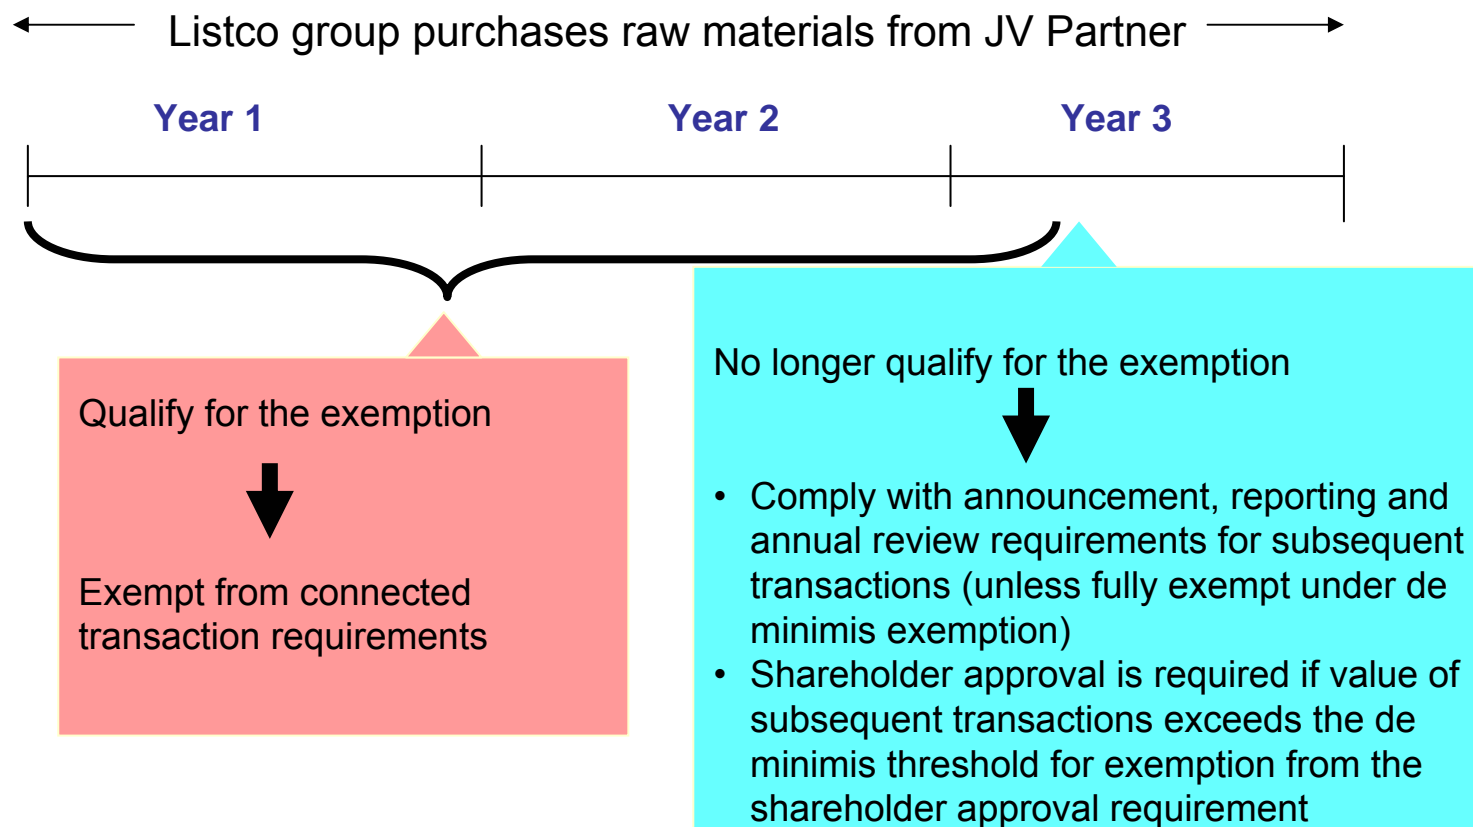 Listco group purchases raw materials from JV Partner
Year 1
Year 2
Year 3
Qualify for the exemption
Exempt from connected
transaction requirements
No longer qualify for the exemption
• Comply with announcement, reporting and
annual review requirements for subsequent
transactions (unless fully exempt under de
minimis exemption)
• Shareholder approval is required if value of
subsequent transactions exceeds the de
minimis threshold for exemption from the
shareholder approval requirement